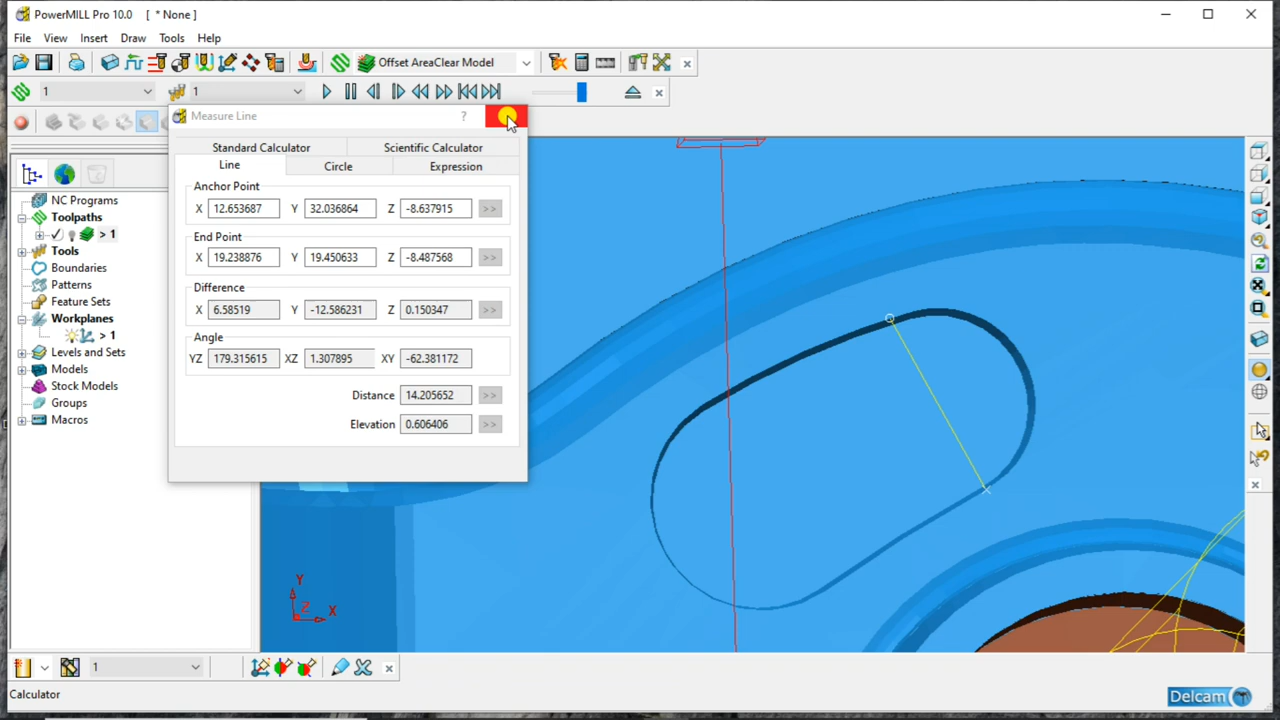 PowerMILL Pro 10.0 [ * None ]
File View Insert Draw Tools Help
Offset AreaClear Model
1 1
Measure Line ?
Standard Calculator Scientific Calculator
Line Circle Expression
Anchor Point
X 12.653687 Y 32.036864 Z -8.637915 >>
End Point
X 19.238876 Y 19.450633 Z -8.487568 >>
Difference
X 6.58519 Y -12.586231 Z 0.150347 >>
Angle
YZ 179.315615 XZ 1.307895 XY -62.381172
Distance 14.205652 >>
Elevation 0.606406 >>
NC Programs
Toolpaths
> 1
Tools
Boundaries
Patterns
Feature Sets
Workplanes
> 1
Levels and Sets
Models
Stock Models
Groups
Macros
Y
Z X
1
Calculator
Delcam